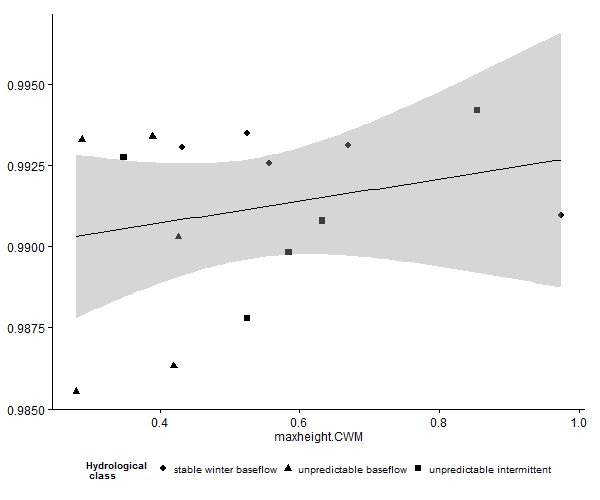 0.9950
0.9925
0.9900
0.9875
0.9850
0.4 0.6 0.8 1.0
maxheight.CWM
Hydrological
class
stable winter baseflow unpredictable baseflow unpredictable intermittent